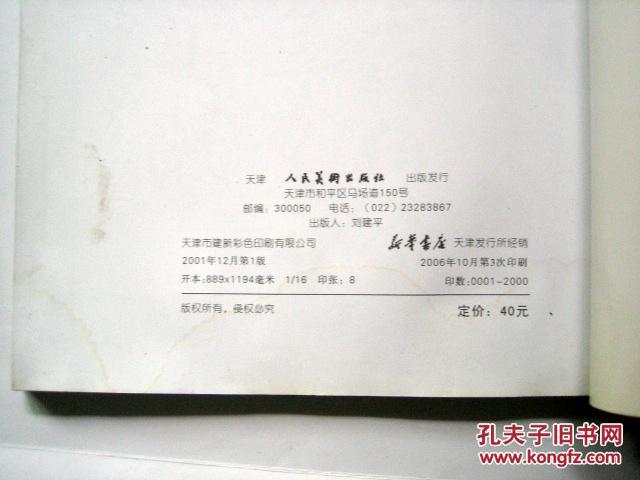 天津 人民美術出版社 出版发行
天津市和平区马场道150号
邮编：300050 电话：（022）23283867
出版人：刘建平
天津市建新彩色印刷有限公司 新華書店 天津发行所经销
2001年12月第1版 2006年10月第3次印刷
开本：889x1194毫米 1/16 印张：8 印数：0001-2000
版权所有，侵权必究 定价：40元
孔夫子旧书网
www.kongfz.com